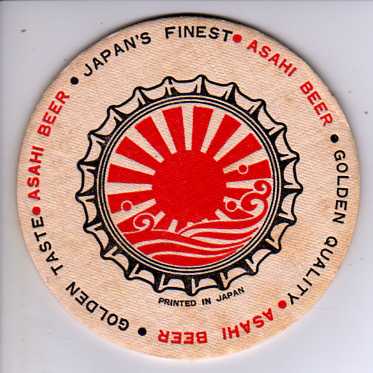 JAPAN'S FINEST • ASAHI BEER • GOLDEN QUALITY • ASAHI BEER • GOLDEN TASTE • ASAHI BEER •
PRINTED IN JAPAN